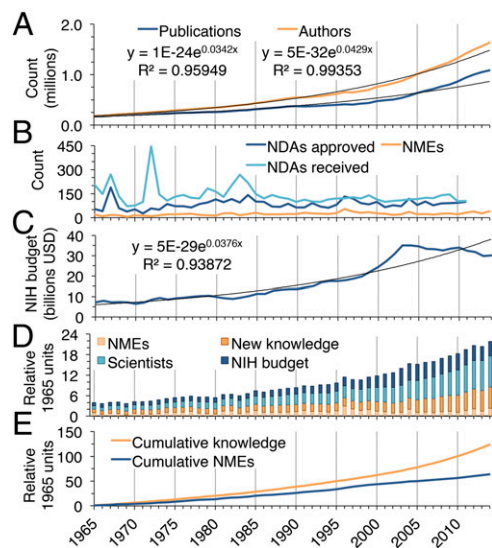 A
Publications
Authors
y = 1E-24e^0.0342x
y = 5E-32e^0.0429x
R² = 0.95949
R² = 0.99353
Count
(millions)
2.0
1.0
0.0
B
NDAs approved
NMEs
NDAs received
Count
450
300
150
0
C
y = 5E-29e^0.0376x
R² = 0.93872
NIH budget
(billions USD)
40
30
20
10
0
D
NMEs
New knowledge
Scientists
NIH budget
Relative
1965 units
24
18
12
6
0
E
Cumulative knowledge
Cumulative NMEs
Relative
1965 units
150
100
50
0
1965
1970
1975
1980
1985
1990
1995
2000
2005
2010